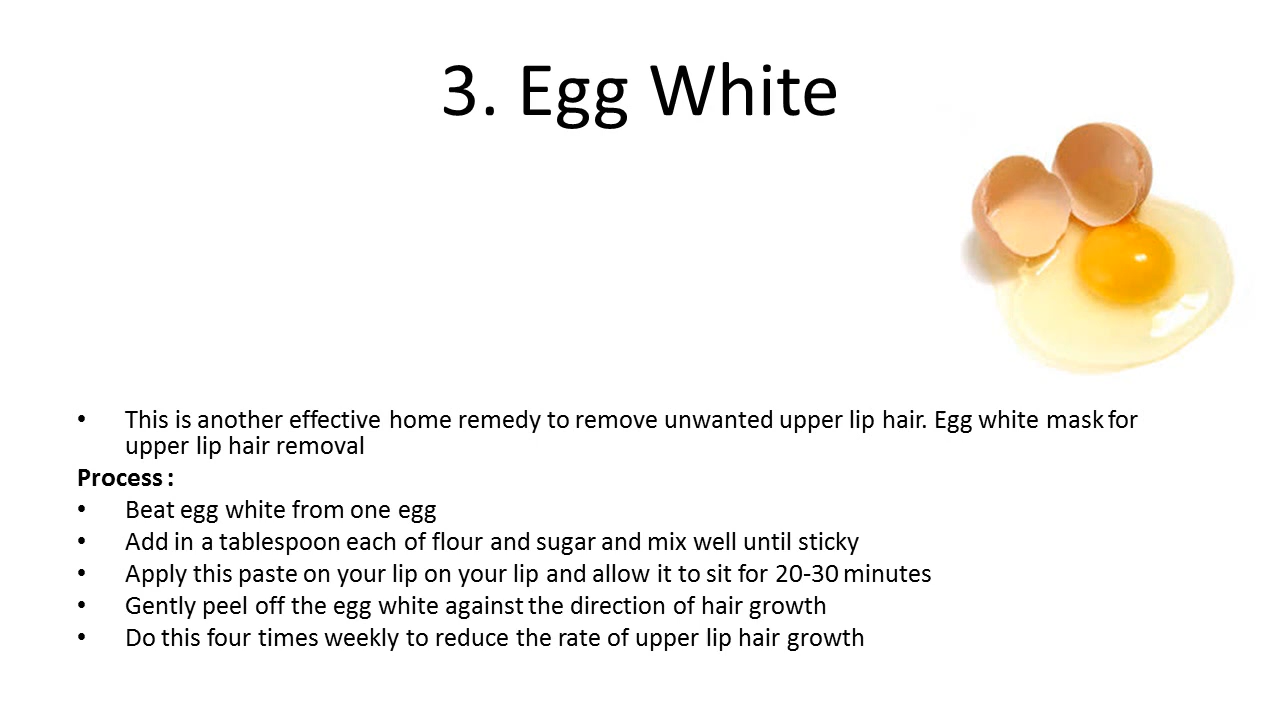 3. Egg White
• This is another effective home remedy to remove unwanted upper lip hair. Egg white mask for
upper lip hair removal
Process :
• Beat egg white from one egg
• Add in a tablespoon each of flour and sugar and mix well until sticky
• Apply this paste on your lip on your lip and allow it to sit for 20-30 minutes
• Gently peel off the egg white against the direction of hair growth
• Do this four times weekly to reduce the rate of upper lip hair growth